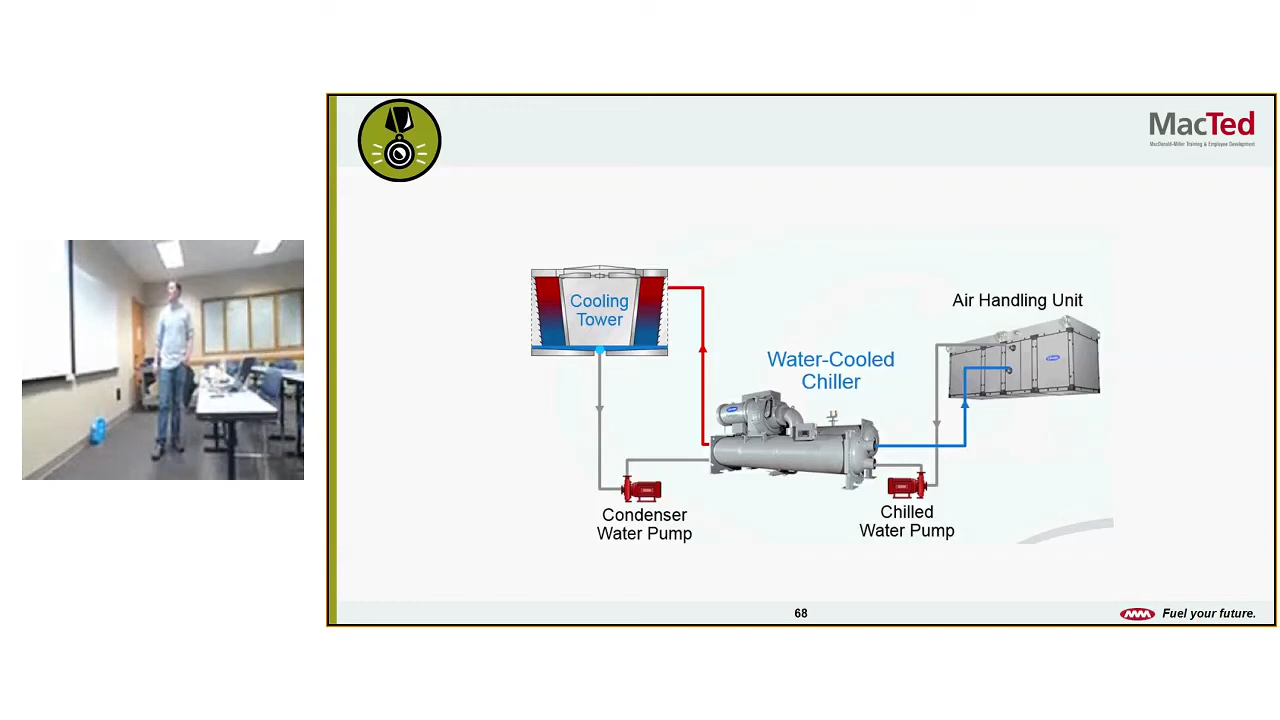 MacTed
MacDonald-Miller Training & Employee Development
Cooling
Tower
Air Handling Unit
Water-Cooled
Chiller
Condenser
Water Pump
Chilled
Water Pump
68
Fuel your future.